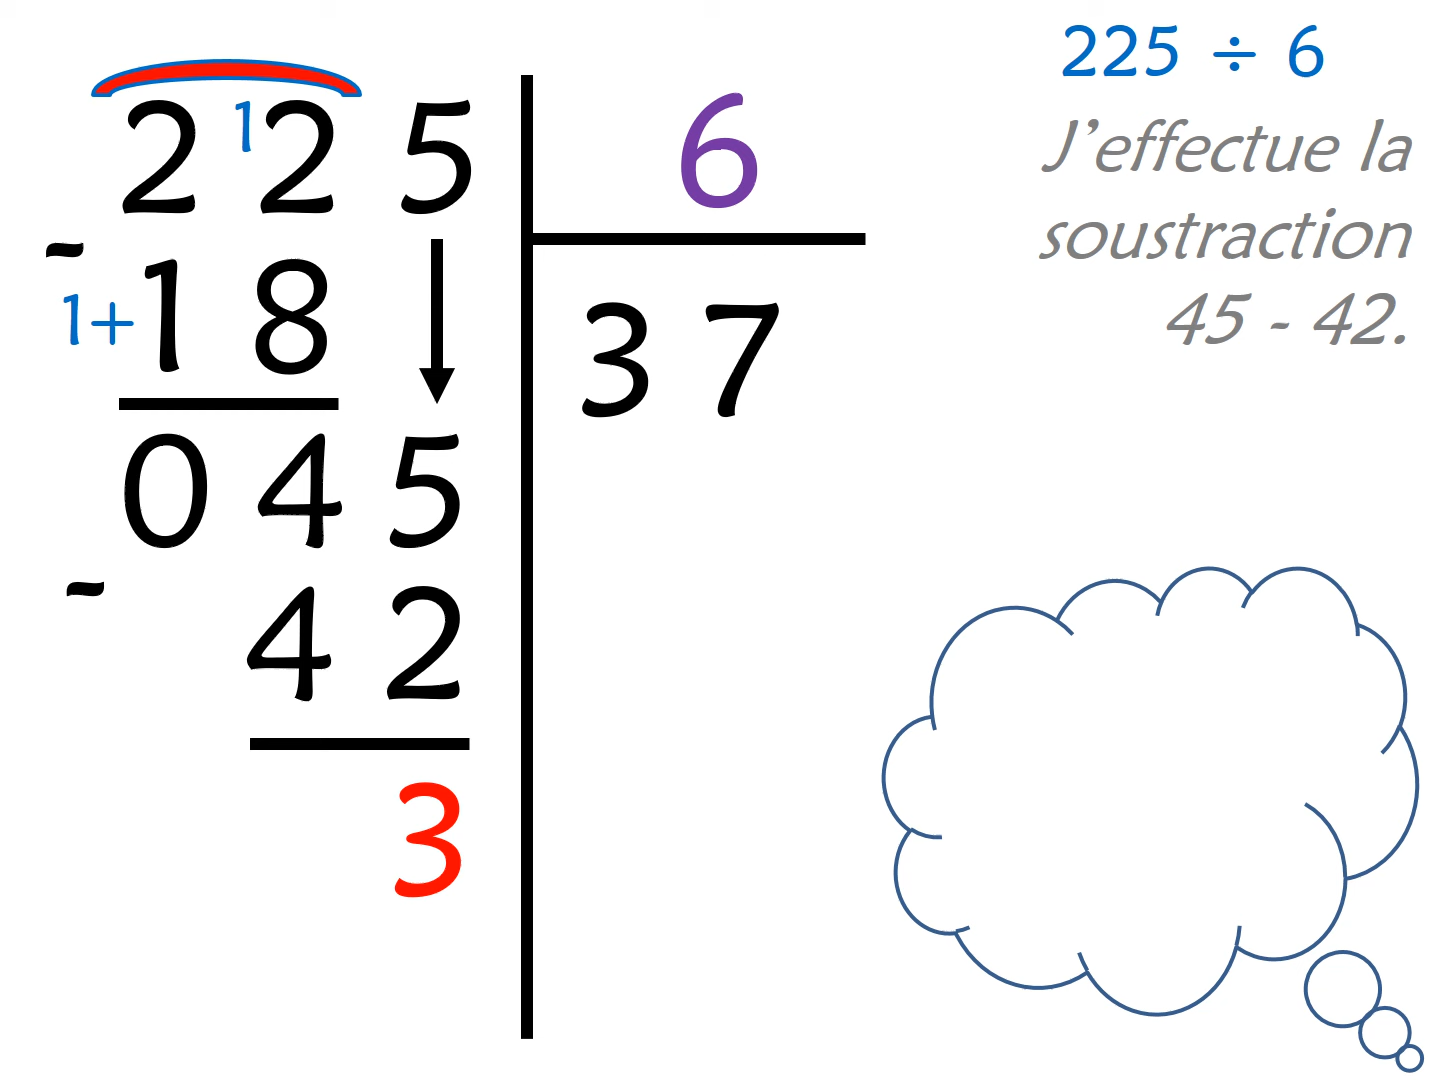 225 ÷ 6
J’effectue la
soustraction
45 - 42.
2 12 5 6
-
1+1 8
3 7
0 4 5
-
4 2
3